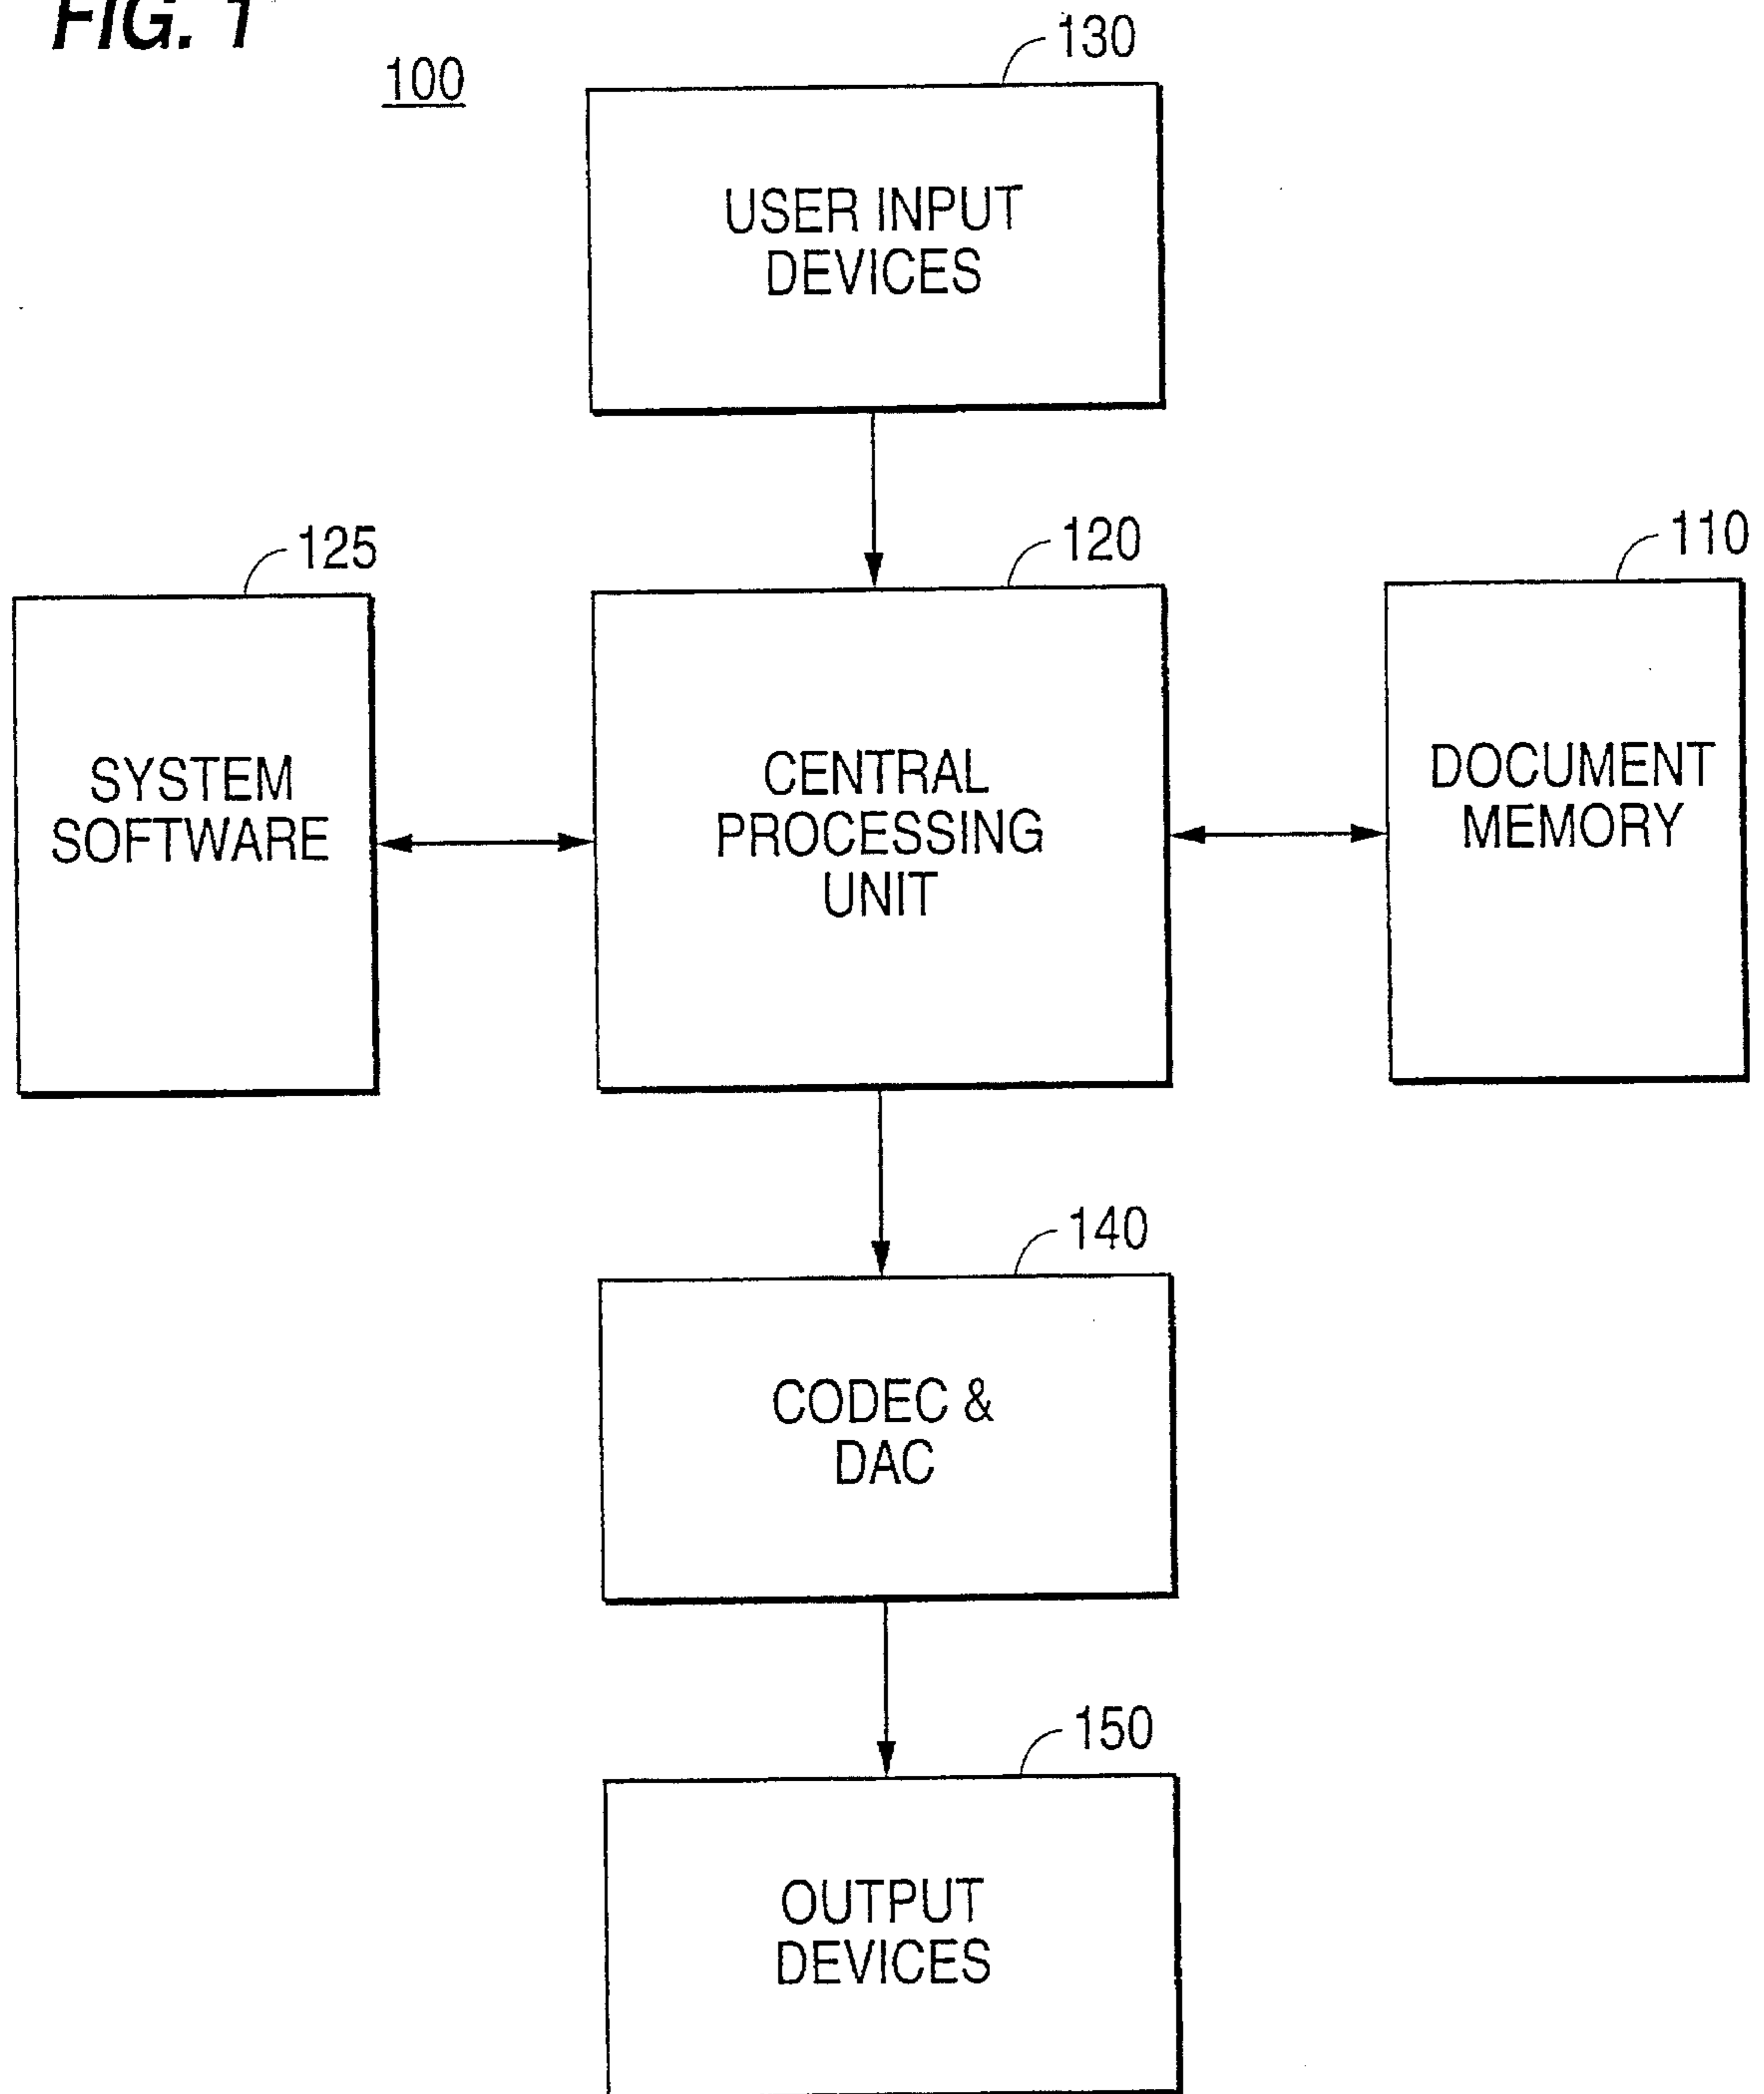 FIG. 1
100
130
USER INPUT
DEVICES
125
120
110
SYSTEM
SOFTWARE
CENTRAL
PROCESSING
UNIT
DOCUMENT
MEMORY
140
CODEC &
DAC
150
OUTPUT
DEVICES